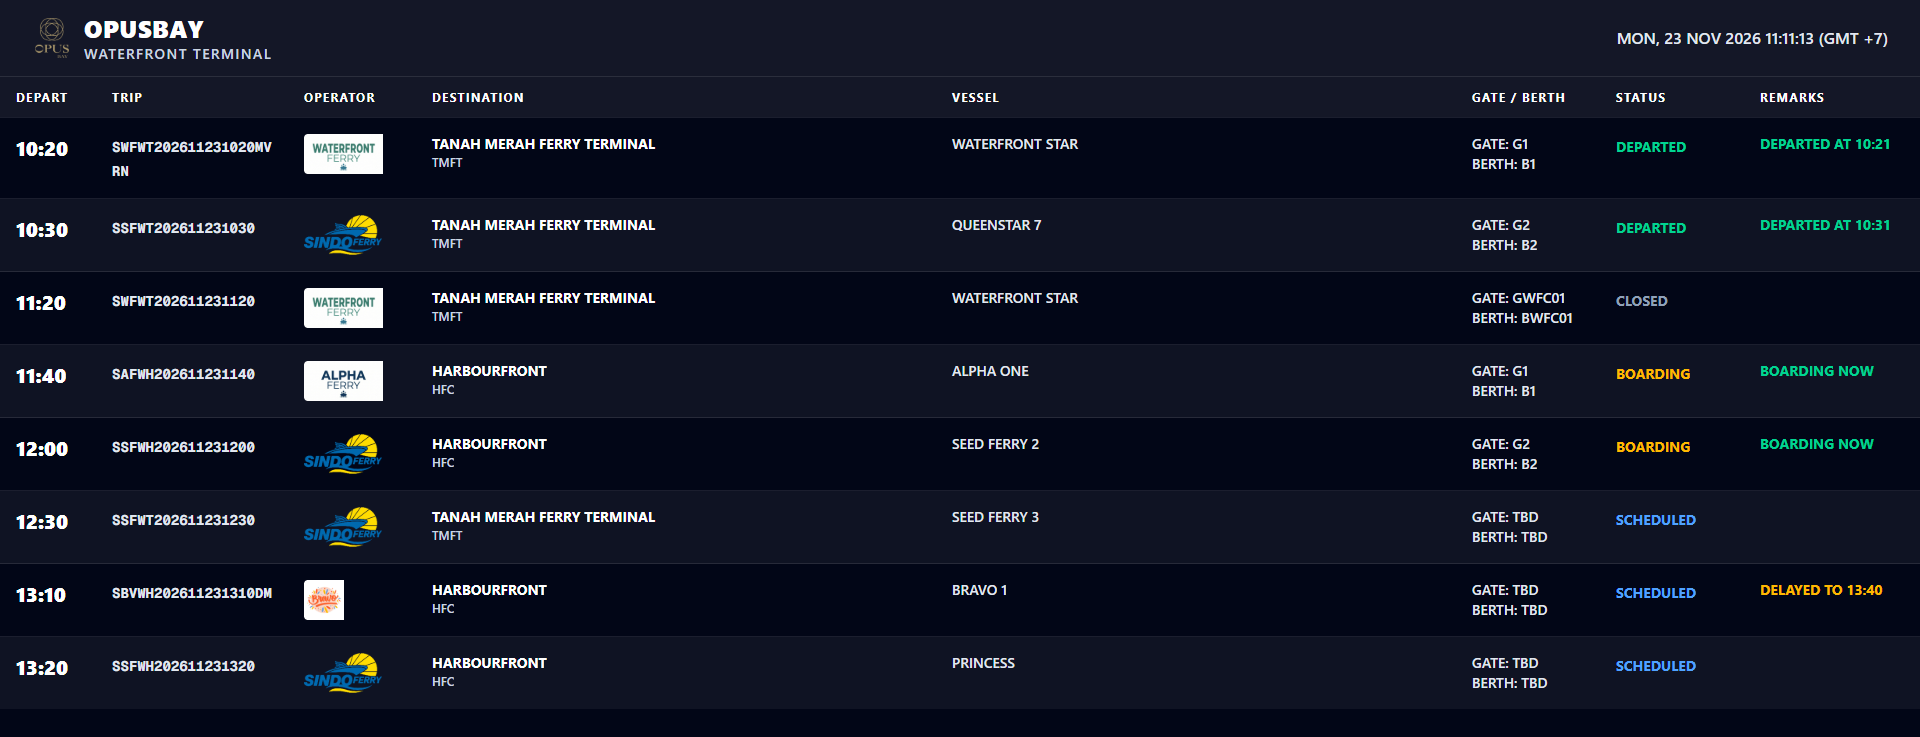 OPUS
BAY
OPUSBAY
WATERFRONT TERMINAL
MON, 23 NOV 2026 11:11:13 (GMT +7)
DEPART TRIP OPERATOR DESTINATION VESSEL GATE / BERTH STATUS REMARKS
10:20 SWFWT202611231020MV WATERFRONT FERRY TANAH MERAH FERRY TERMINAL WATERFRONT STAR GATE: G1 DEPARTED DEPARTED AT 10:21
RN TMFT BERTH: B1
10:30 SSFWT202611231030 SINDOFERRY TANAH MERAH FERRY TERMINAL QUEENSTAR 7 GATE: G2 DEPARTED DEPARTED AT 10:31
TMFT BERTH: B2
11:20 SWFWT202611231120 WATERFRONT FERRY TANAH MERAH FERRY TERMINAL WATERFRONT STAR GATE: GWFC01 CLOSED
TMFT BERTH: BWFC01
11:40 SAFWH202611231140 ALPHA FERRY HARBOURFRONT ALPHA ONE GATE: G1 BOARDING BOARDING NOW
HFC BERTH: B1
12:00 SSFWH202611231200 SINDOFERRY HARBOURFRONT SEED FERRY 2 GATE: G2 BOARDING BOARDING NOW
HFC BERTH: B2
12:30 SSFWT202611231230 SINDOFERRY TANAH MERAH FERRY TERMINAL SEED FERRY 3 GATE: TBD SCHEDULED
TMFT BERTH: TBD
13:10 SBVWH202611231310DM Bravo HARBOURFRONT BRAVO 1 GATE: TBD SCHEDULED DELAYED TO 13:40
HFC BERTH: TBD
13:20 SSFWH202611231320 SINDOFERRY HARBOURFRONT PRINCESS GATE: TBD SCHEDULED
HFC BERTH: TBD